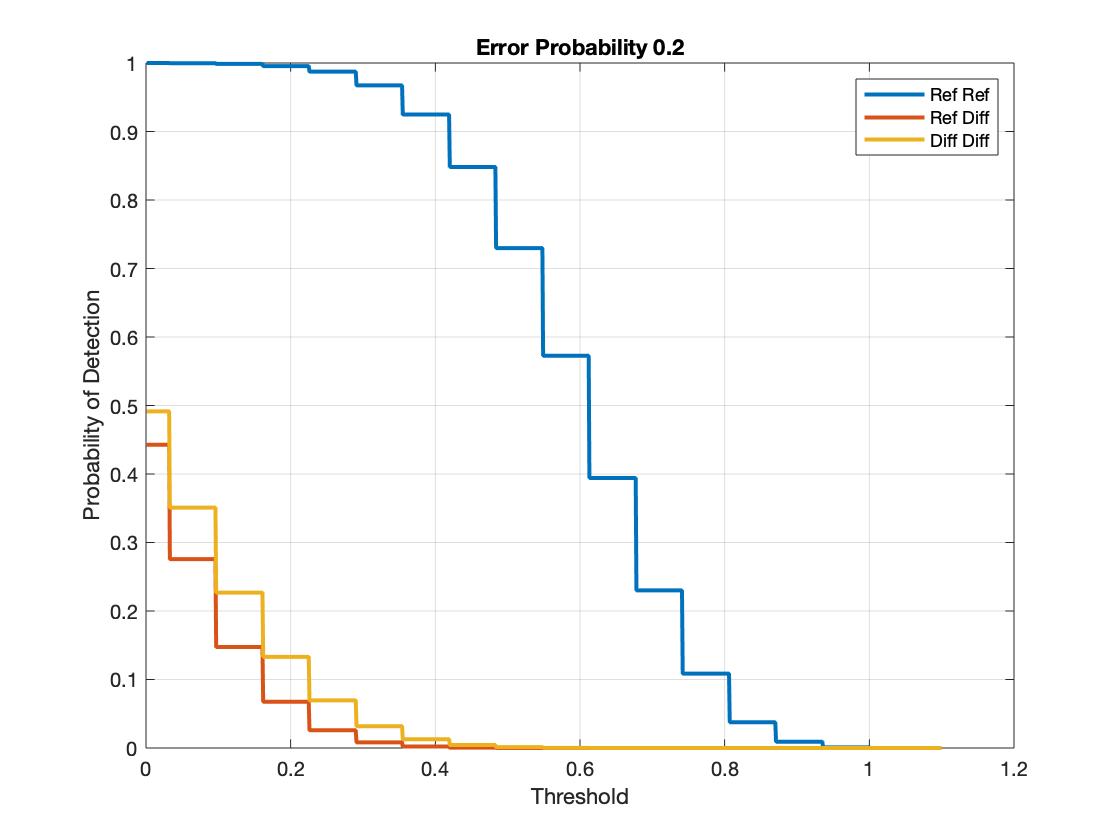 Error Probability 0.2
Ref Ref
Ref Diff
Diff Diff
Probability of Detection
1
0.9
0.8
0.7
0.6
0.5
0.4
0.3
0.2
0.1
0
0 0.2 0.4 0.6 0.8 1 1.2
Threshold